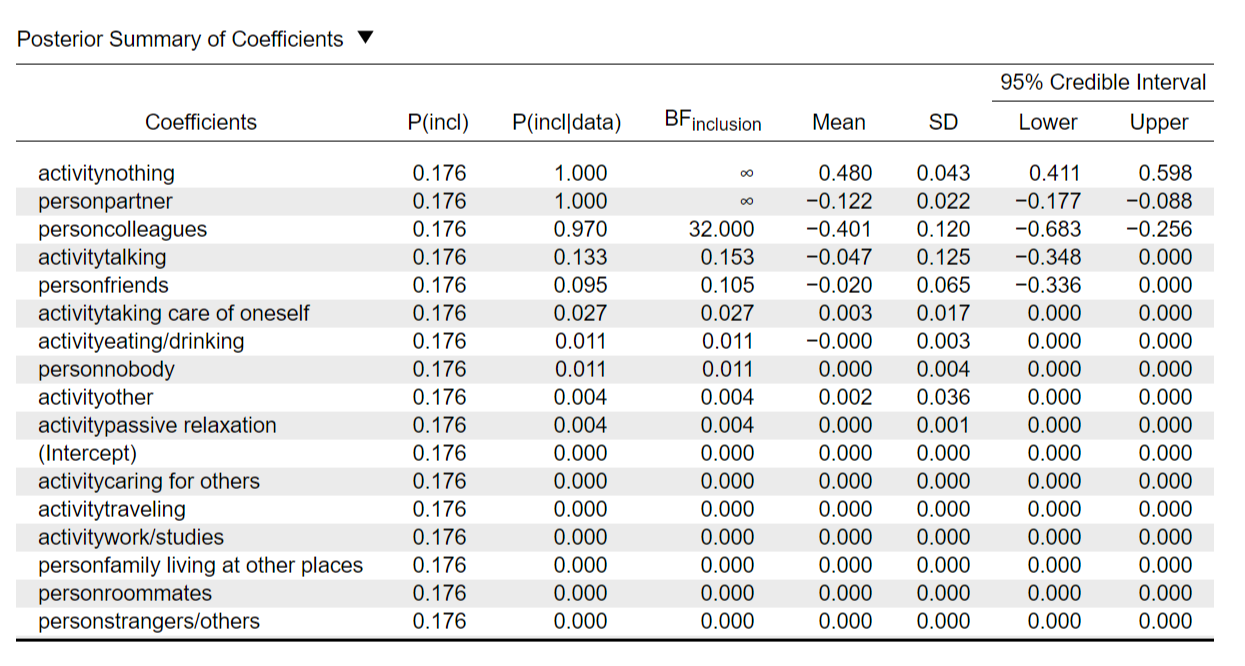 Posterior Summary of Coefficients ▼
95% Credible Interval
Coefficients P(incl) P(incl|data) BFinclusion Mean SD Lower Upper
activitynothing 0.176 1.000 ∞ 0.480 0.043 0.411 0.598
personpartner 0.176 1.000 ∞ −0.122 0.022 −0.177 −0.088
personcolleagues 0.176 0.970 32.000 −0.401 0.120 −0.683 −0.256
activitytalking 0.176 0.133 0.153 −0.047 0.125 −0.348 0.000
personfriends 0.176 0.095 0.105 −0.020 0.065 −0.336 0.000
activitytaking care of oneself 0.176 0.027 0.027 0.003 0.017 0.000 0.000
activityeating/drinking 0.176 0.011 0.011 −0.000 0.003 0.000 0.000
personnobody 0.176 0.011 0.011 0.000 0.004 0.000 0.000
activityother 0.176 0.004 0.004 0.002 0.036 0.000 0.000
activitypassive relaxation 0.176 0.004 0.004 0.000 0.001 0.000 0.000
(Intercept) 0.176 0.000 0.000 0.000 0.000 0.000 0.000
activitycaring for others 0.176 0.000 0.000 0.000 0.000 0.000 0.000
activitytraveling 0.176 0.000 0.000 0.000 0.000 0.000 0.000
activitywork/studies 0.176 0.000 0.000 0.000 0.000 0.000 0.000
personfamily living at other places 0.176 0.000 0.000 0.000 0.000 0.000 0.000
personroommates 0.176 0.000 0.000 0.000 0.000 0.000 0.000
personstrangers/others 0.176 0.000 0.000 0.000 0.000 0.000 0.000